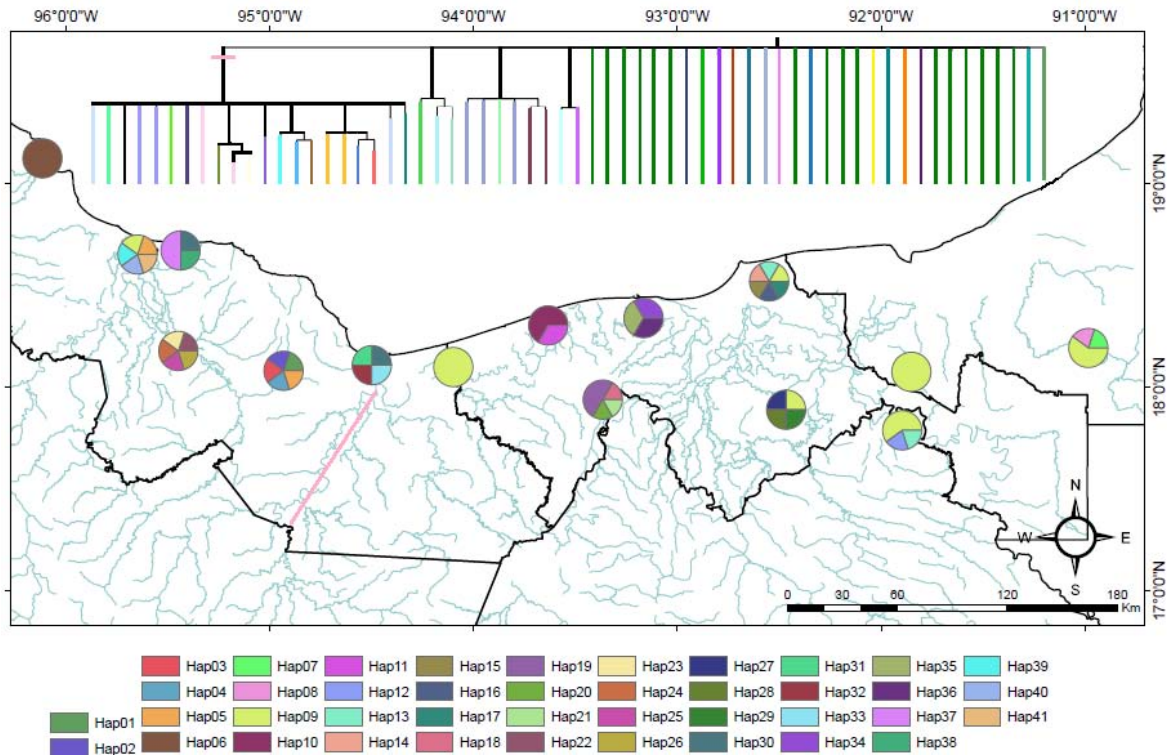 96°0'0"W 95°0'0"W 94°0'0"W 93°0'0"W 92°0'0"W 91°0'0"W
19°0'0"N
18°0'0"N
17°0'0"N
N
W E
S
0 30 60 120 180
Km
Hap03 Hap07 Hap11 Hap15 Hap19 Hap23 Hap27 Hap31 Hap35 Hap39
Hap04 Hap08 Hap12 Hap16 Hap20 Hap24 Hap28 Hap32 Hap36 Hap40
Hap01 Hap05 Hap09 Hap13 Hap17 Hap21 Hap25 Hap29 Hap33 Hap37 Hap41
Hap02 Hap06 Hap10 Hap14 Hap18 Hap22 Hap26 Hap30 Hap34 Hap38